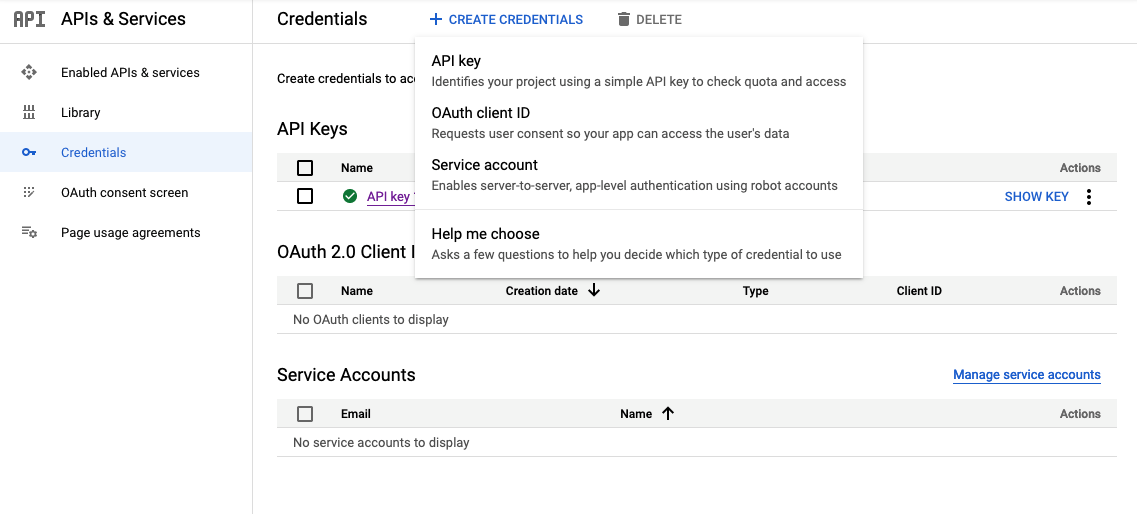 API APIs & Services
Credentials
CREATE CREDENTIALS
DELETE
Enabled APIs & services
Library
Credentials
OAuth consent screen
Page usage agreements
Create credentials to
API key
Identifies your project using a simple API key to check quota and access
OAuth client ID
Requests user consent so your app can access the user's data
Service account
Enables server-to-server, app-level authentication using robot accounts
Help me choose
Asks a few questions to help you decide which type of credential to use
API Keys
Name Actions
API key SHOW KEY
OAuth 2.0 Client
Name Creation date Type Client ID Actions
No OAuth clients to display
Service Accounts Manage service accounts
Email Name Actions
No service accounts to display